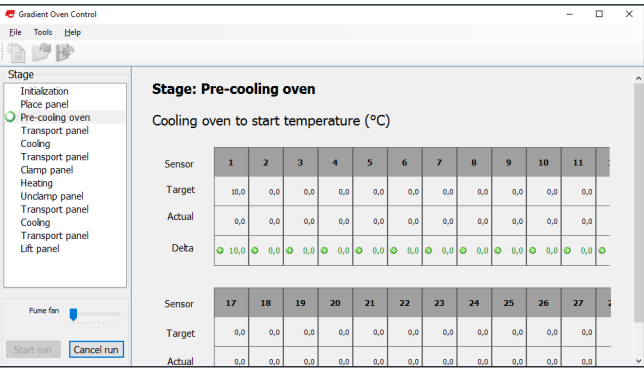 Gradient Oven Control
File Tools Help
Stage
Initialization
Place panel
Pre-cooling oven
Transport panel
Cooling
Transport panel
Clamp panel
Heating
Unclamp panel
Transport panel
Cooling
Transport panel
Lift panel
Fume fan
Start run Cancel run
Stage: Pre-cooling oven
Cooling oven to start temperature (°C)
Sensor 1 2 3 4 5 6 7 8 9 10 11
Target 10,0 0,0 0,0 0,0 0,0 0,0 0,0 0,0 0,0 0,0 0,0
Actual 0,0 0,0 0,0 0,0 0,0 0,0 0,0 0,0 0,0 0,0 0,0
Delta 10,0 0,0 0,0 0,0 0,0 0,0 0,0 0,0 0,0 0,0 0,0
Sensor 17 18 19 20 21 22 23 24 25 26 27
Target 0,0 0,0 0,0 0,0 0,0 0,0 0,0 0,0 0,0 0,0 0,0
Actual 0,0 0,0 0,0 0,0 0,0 0,0 0,0 0,0 0,0 0,0 0,0